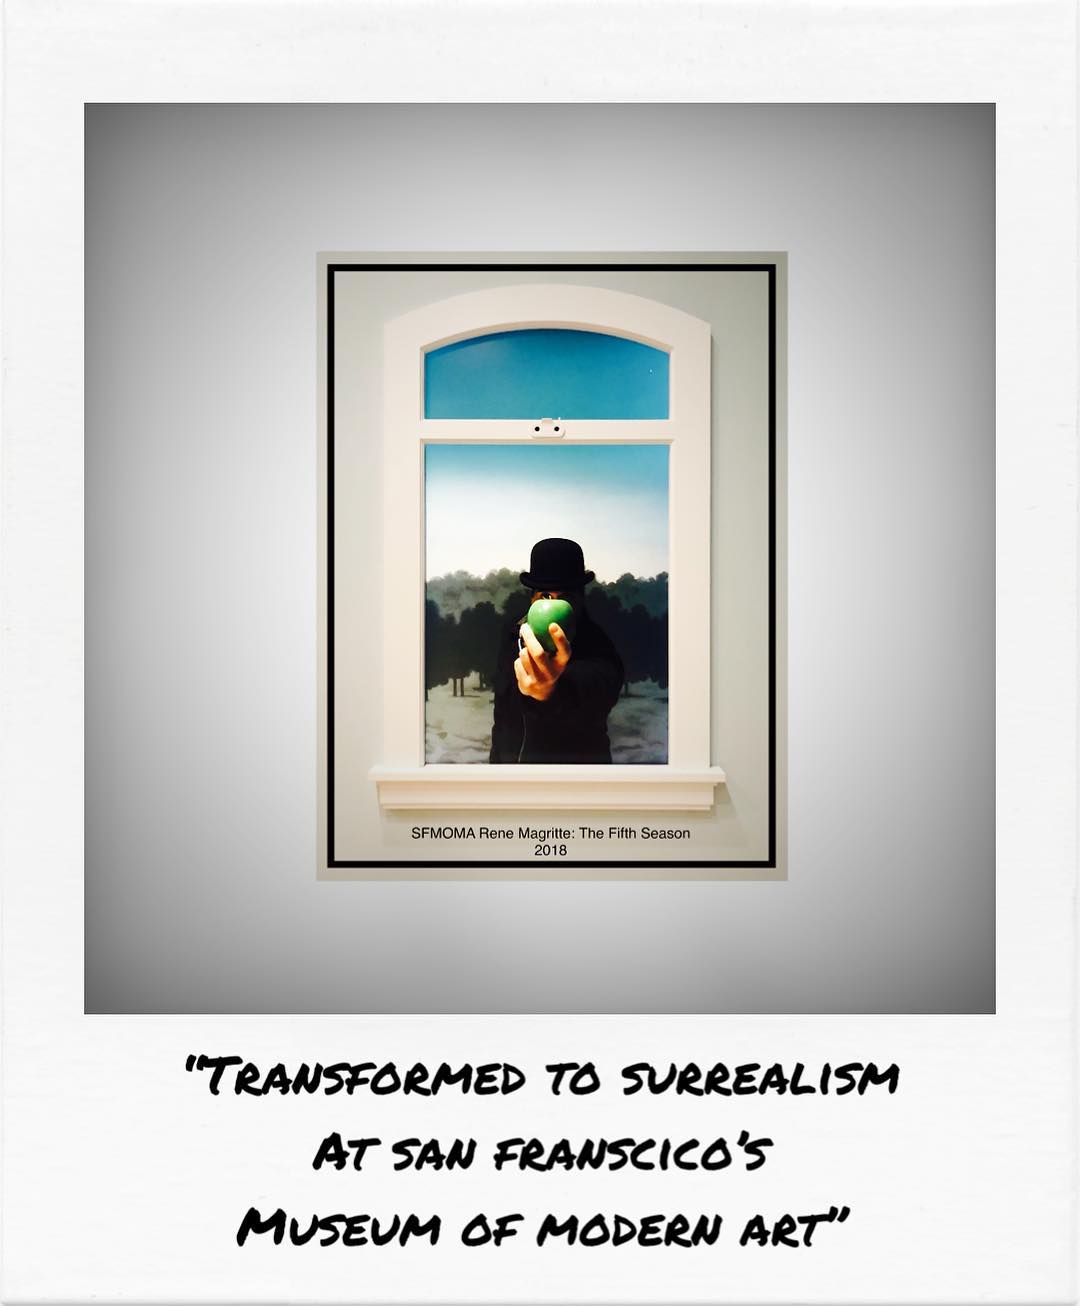 SFMOMA Rene Magritte: The Fifth Season
2018
"Transformed to surrealism
At san franscico's
Museum of modern art"